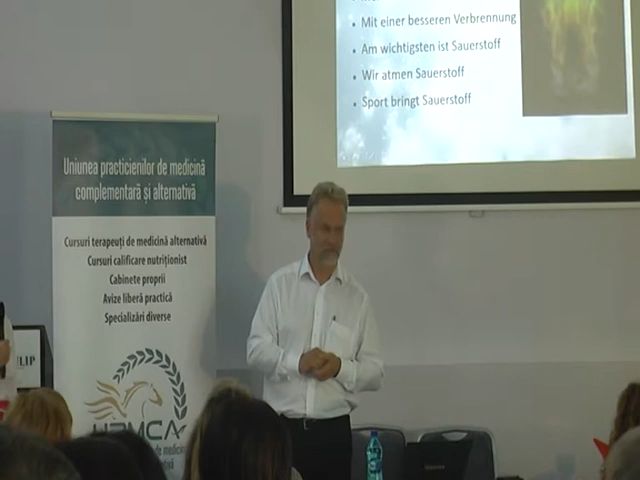 Mit einer besseren Verbrennung
Am wichtigsten ist Sauerstoff
Wir atmen Sauerstoff
Sport bringt Sauerstoff
Uniunea practicienilor de medicină
complementară și alternativă
Cursuri terapeuți de medicină alternativă
Cursuri calificare nutriționist
Cabinete proprii
Avize liberă practică
Specializări diverse